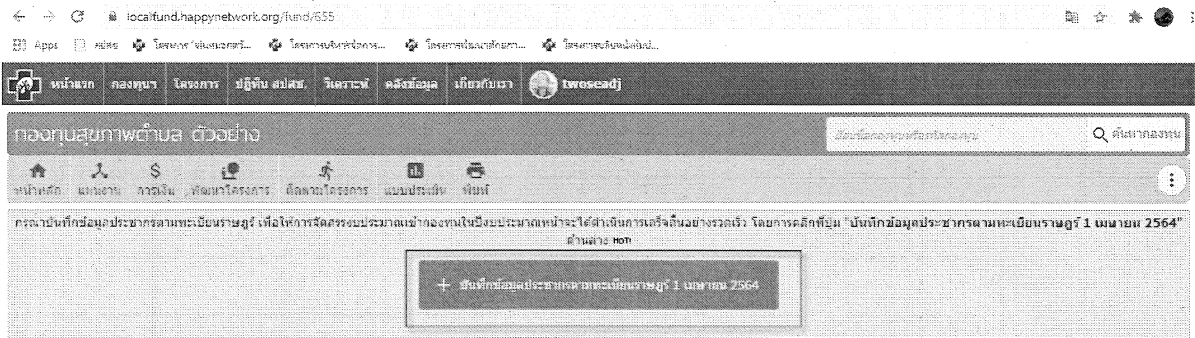 localfund.happynetwork.org/fund/655
Apps
หน้าแรก กองทุนฯ โครงการ ปฏิทิน สปสช. วิเคราะห์ คลังข้อมูล เกี่ยวกับเรา twoseadj
กองทุนสุขภาพตำบล ตัวอย่าง ค้นหากองทุน
หน้าหลัก แผนงาน การเงิน พัฒนาโครงการ ติดตามโครงการ แบบประเมิน พิมพ์
กรุณาบันทึกข้อมูลประชากรตามทะเบียนราษฎร์ เพื่อให้การจัดสรรงบประมาณเข้ากองทุนในปีงบประมาณหน้าจะได้ดำเนินการเสร็จสิ้นอย่างรวดเร็ว โดยการคลิกที่ปุ่ม "บันทึกข้อมูลประชากรตามทะเบียนราษฎร์ 1 เมษายน 2564"
ด้านล่าง HOT!
+ บันทึกข้อมูลประชากรตามทะเบียนราษฎร์ 1 เมษายน 2564